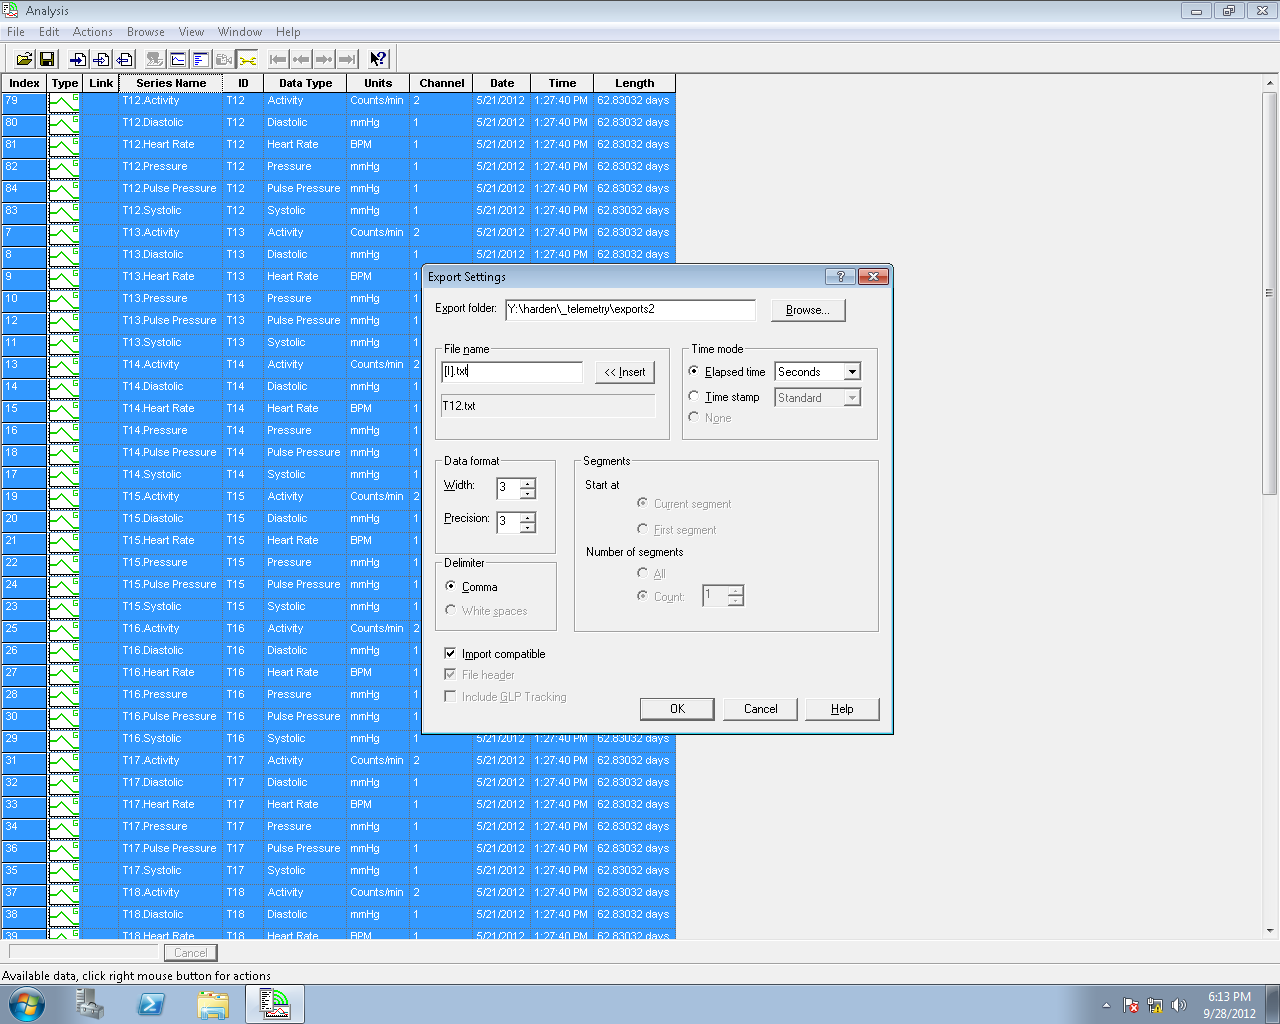 Analysis
File Edit Actions Browse View Window Help
Index Type Link Series Name ID Data Type Units Channel Date Time Length
79 G T12.Activity T12 Activity Counts/min 2 5/21/2012 1:27:40 PM 62.83032 days
80 G T12.Diastolic T12 Diastolic mmHg 1 5/21/2012 1:27:40 PM 62.83032 days
81 G T12.Heart Rate T12 Heart Rate BPM 1 5/21/2012 1:27:40 PM 62.83032 days
82 G T12.Pressure T12 Pressure mmHg 1 5/21/2012 1:27:40 PM 62.83032 days
84 G T12.Pulse Pressure T12 Pulse Pressure mmHg 1 5/21/2012 1:27:40 PM 62.83032 days
83 G T12.Systolic T12 Systolic mmHg 1 5/21/2012 1:27:40 PM 62.83032 days
7 G T13.Activity T13 Activity Counts/min 2 5/21/2012 1:27:40 PM 62.83032 days
8 G T13.Diastolic T13 Diastolic mmHg 1 5/21/2012 1:27:40 PM 62.83032 days
9 G T13.Heart Rate T13 Heart Rate BPM 1
10 G T13.Pressure T13 Pressure mmHg 1
12 G T13.Pulse Pressure T13 Pulse Pressure mmHg 1
11 G T13.Systolic T13 Systolic mmHg 1
13 G T14.Activity T14 Activity Counts/min 2
14 G T14.Diastolic T14 Diastolic mmHg 1
15 G T14.Heart Rate T14 Heart Rate BPM 1
16 G T14.Pressure T14 Pressure mmHg 1
18 G T14.Pulse Pressure T14 Pulse Pressure mmHg 1
17 G T14.Systolic T14 Systolic mmHg 1
19 G T15.Activity T15 Activity Counts/min 2
20 G T15.Diastolic T15 Diastolic mmHg 1
21 G T15.Heart Rate T15 Heart Rate BPM 1
22 G T15.Pressure T15 Pressure mmHg 1
24 G T15.Pulse Pressure T15 Pulse Pressure mmHg 1
23 G T15.Systolic T15 Systolic mmHg 1
25 G T16.Activity T16 Activity Counts/min 2
26 G T16.Diastolic T16 Diastolic mmHg 1
27 G T16.Heart Rate T16 Heart Rate BPM 1
28 G T16.Pressure T16 Pressure mmHg 1
30 G T16.Pulse Pressure T16 Pulse Pressure mmHg 1
29 G T16.Systolic T16 Systolic mmHg 1 5/21/2012 1:27:40 PM 62.83032 days
31 G T17.Activity T17 Activity Counts/min 2 5/21/2012 1:27:40 PM 62.83032 days
32 G T17.Diastolic T17 Diastolic mmHg 1 5/21/2012 1:27:40 PM 62.83032 days
33 G T17.Heart Rate T17 Heart Rate BPM 1 5/21/2012 1:27:40 PM 62.83032 days
34 G T17.Pressure T17 Pressure mmHg 1 5/21/2012 1:27:40 PM 62.83032 days
36 G T17.Pulse Pressure T17 Pulse Pressure mmHg 1 5/21/2012 1:27:40 PM 62.83032 days
35 G T17.Systolic T17 Systolic mmHg 1 5/21/2012 1:27:40 PM 62.83032 days
37 G T18.Activity T18 Activity Counts/min 2 5/21/2012 1:27:40 PM 62.83032 days
38 G T18.Diastolic T18 Diastolic mmHg 1 5/21/2012 1:27:40 PM 62.83032 days
39 G T18.Heart Rate T18 Heart Rate BPM 1 5/21/2012 1:27:40 PM 62.83032 days
Export Settings
?
Export folder: Y:\harden\_telemetry\exports2 Browse...
File name
[I].txt << Insert
T12.txt
Time mode
Elapsed time Seconds
Time stamp Standard
None
Data format
Width: 3
Precision: 3
Delimiter
Comma
White spaces
Segments
Start at
Current segment
First segment
Number of segments
All
Count: 1
Import compatible
File header
Include GLP Tracking
OK Cancel Help
Cancel
Available data, click right mouse button for actions
6:13 PM
9/28/2012